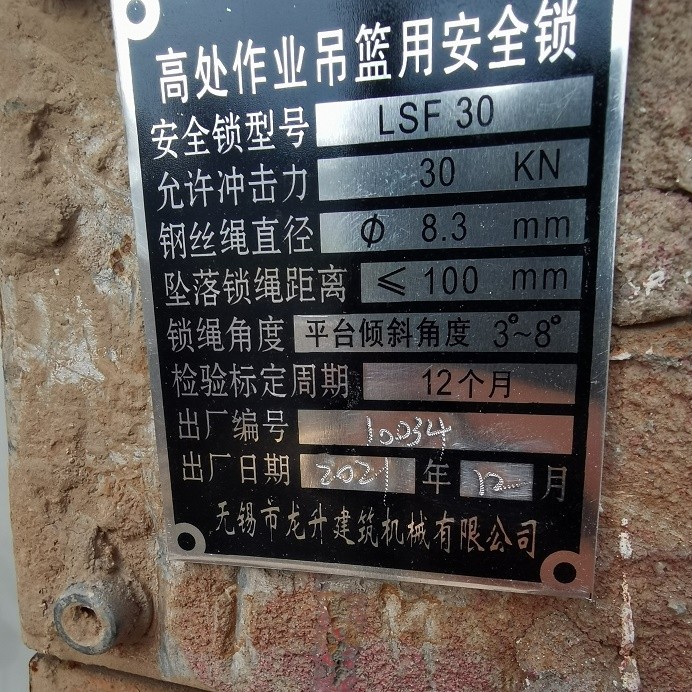 高处作业吊篮用安全锁
安全锁型号 LSF 30
允许冲击力 30 KN
钢丝绳直径 ϕ 8.3 mm
坠落锁绳距离 ≤100 mm
锁绳角度 平台倾斜角度 3°~8°
检验标定周期 12个月
出厂编号 10034
出厂日期 2021 年 12 月
无锡市龙升建筑机械有限公司